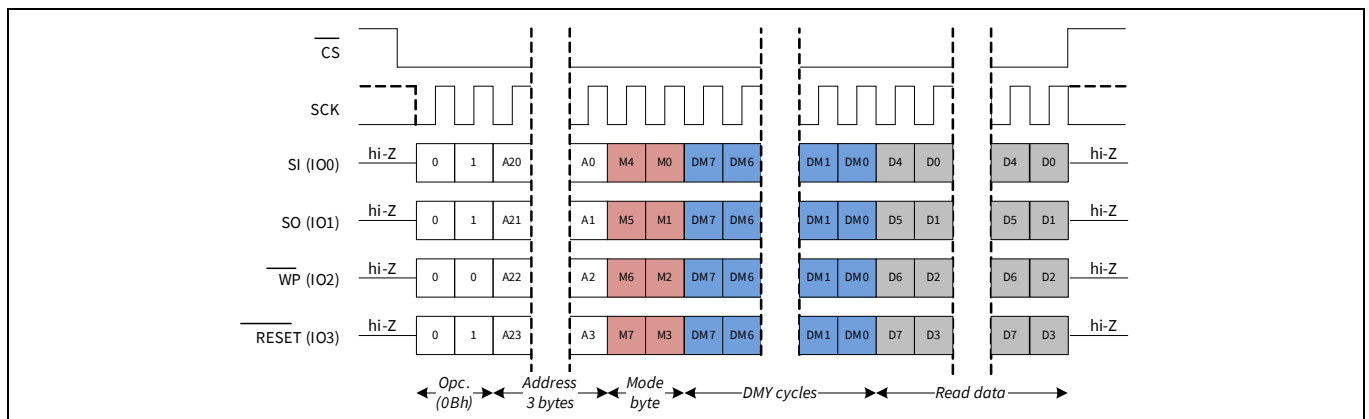 CS
SCK
SI (IO0) hi-Z 0 1 A20 A0 M4 M0 DM7 DM6 DM1 DM0 D4 D0 D4 D0 hi-Z
SO (IO1) hi-Z 0 1 A21 A1 M5 M1 DM7 DM6 DM1 DM0 D5 D1 D5 D1 hi-Z
WP (IO2) hi-Z 0 0 A22 A2 M6 M2 DM7 DM6 DM1 DM0 D6 D2 D6 D2 hi-Z
RESET (IO3) hi-Z 0 1 A23 A3 M7 M3 DM7 DM6 DM1 DM0 D7 D3 D7 D3 hi-Z
Opc. Address Mode DMY cycles Read data
(0Bh) 3 bytes byte